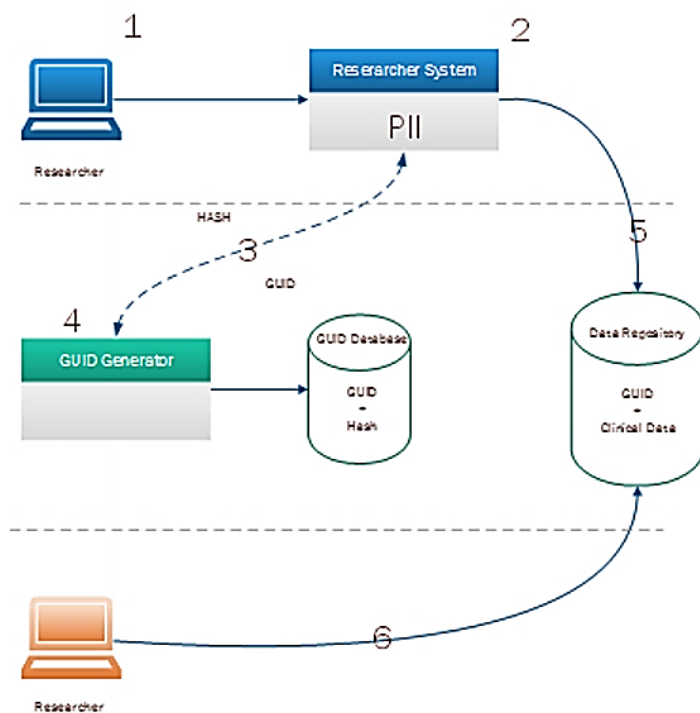 1
2
Reserarcher System
PII
Researcher
HASH
3
GUID
5
4
GUID Generator
GUID Database
GUID
+
Hash
Data Repository
GUID
+
Clinical Data
6
Researcher